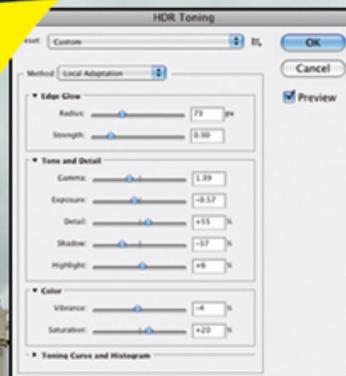 HDR Toning
Preset: Custom
OK
Method: Local Adaptation
Cancel
Preview
Edge Glow
Radius: 73 px
Strength: 0.90
Tone and Detail
Gamma: 1.39
Exposure: -0.57
Detail: +55 %
Shadow: -37 %
Highlight: +6 %
Color
Vibrance: -4 %
Saturation: +20 %
Toning Curve and Histogram